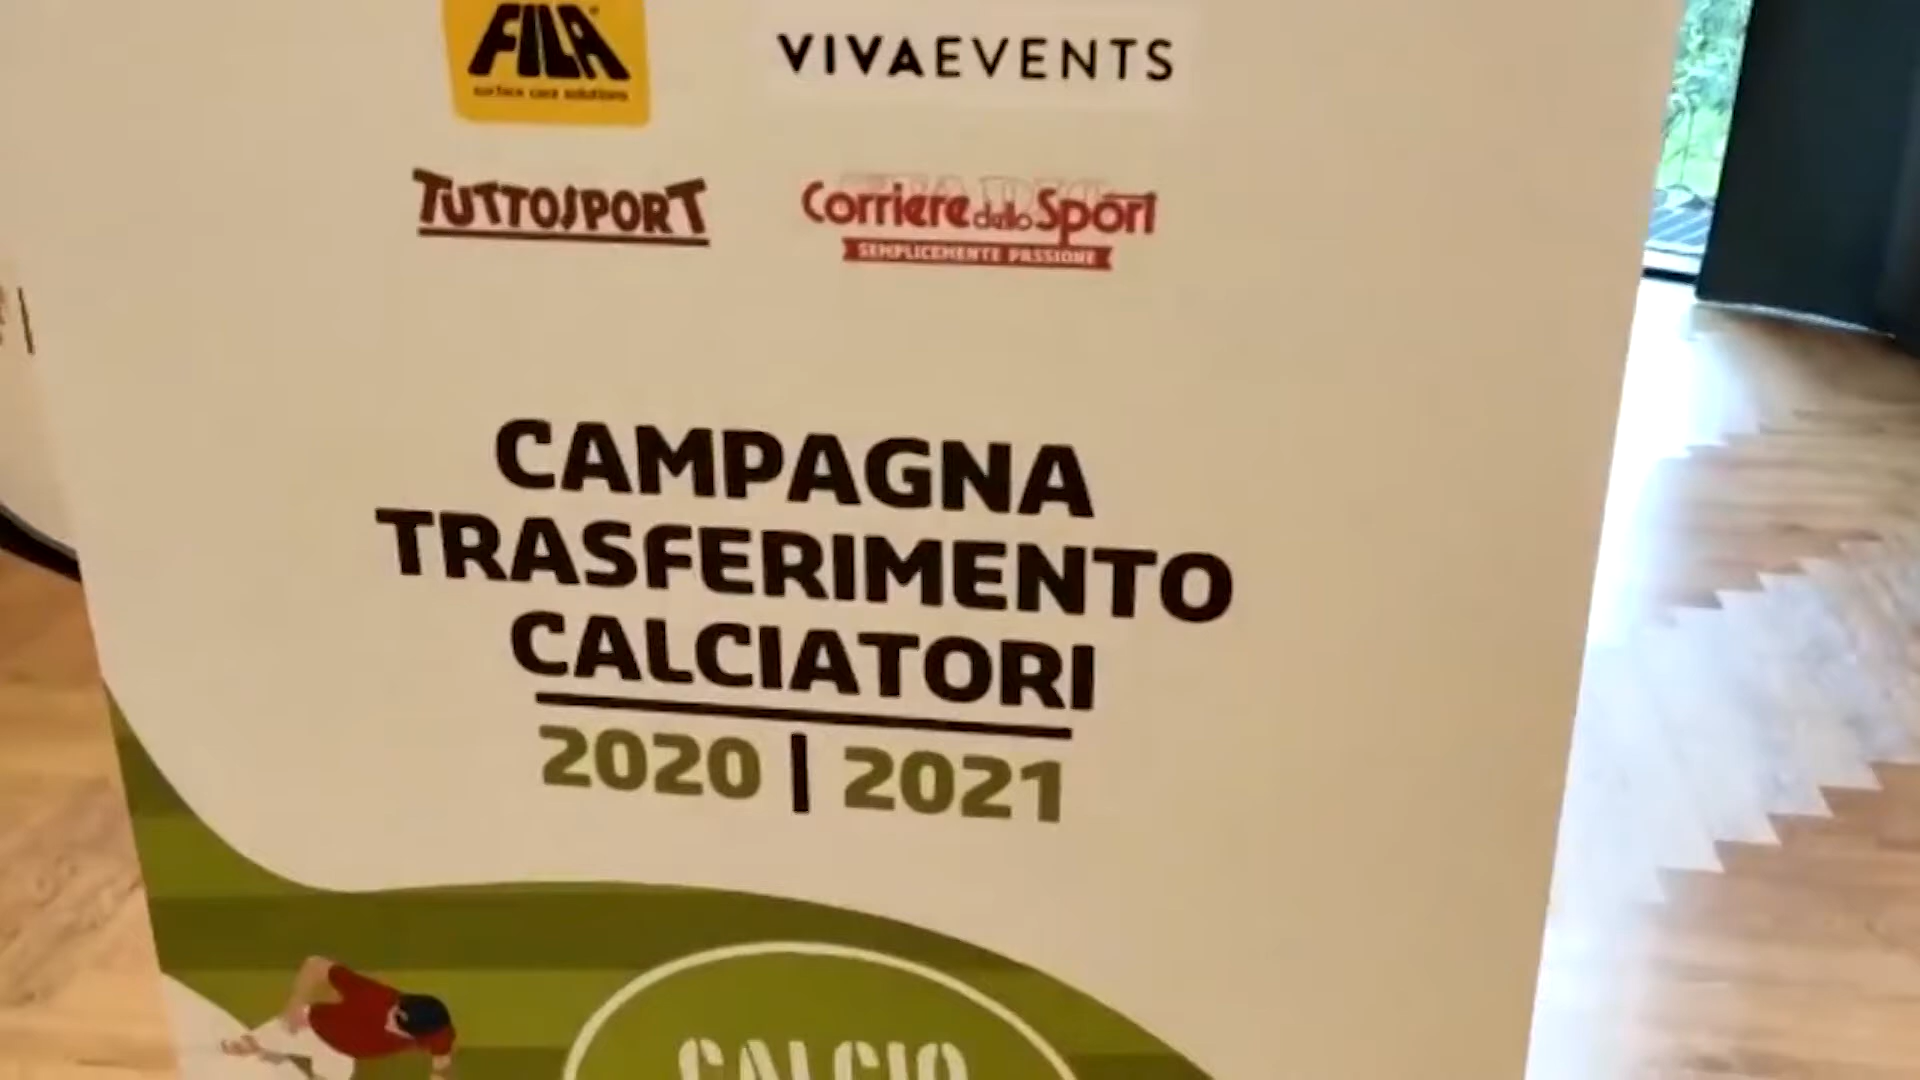 FILA
surface care solutions
VIVAEVENTS
TUTTOSPORT
Corriere dello Sport
SEMPLICEMENTE PASSIONE
CAMPAGNA
TRASFERIMENTO
CALCIATORI
2020 | 2021
CALCIO